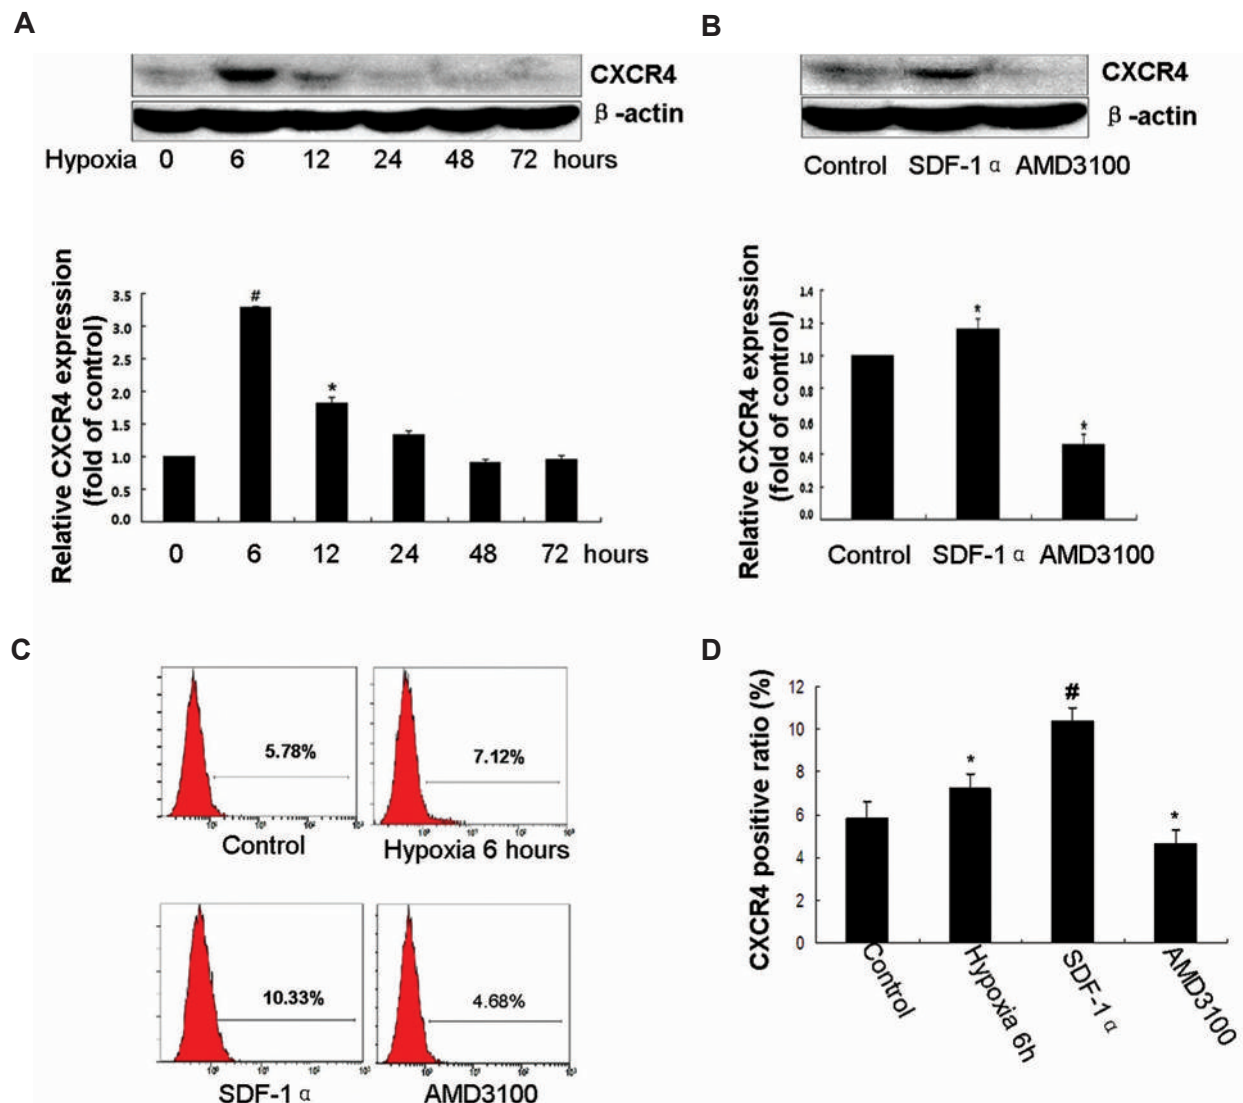 A
CXCR4
β-actin
Hypoxia 0 6 12 24 48 72 hours
Relative CXCR4 expression
(fold of control)
3.5
3.0
2.5
2.0
1.5
1.0
0.5
0.0
#
*
0 6 12 24 48 72 hours
B
CXCR4
β-actin
Control SDF-1α AMD3100
Relative CXCR4 expression
(fold of control)
1.4
1.2
1.0
0.8
0.6
0.4
0.2
0.0
*
*
Control SDF-1α AMD3100
C
5.78%
Control
7.12%
Hypoxia 6 hours
10.33%
SDF-1α
4.68%
AMD3100
D
CXCR4 positive ratio (%)
12
10
8
6
4
2
0
*
#
*
Control
Hypoxia 6h
SDF-1α
AMD3100